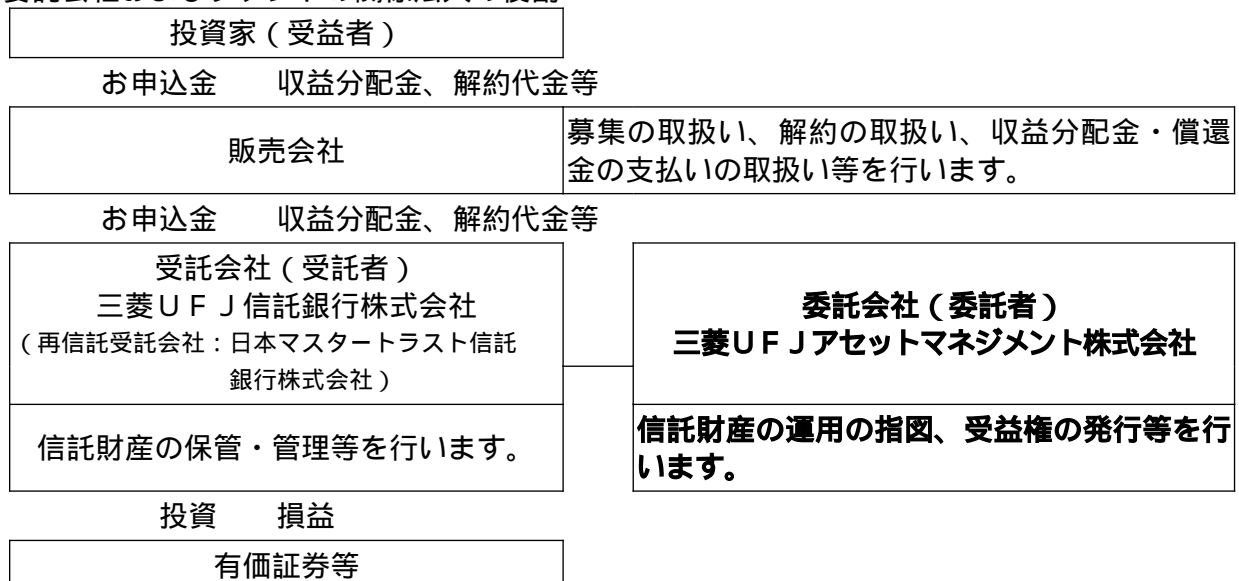 投資家(受益者)
お申込金　　収益分配金、解約代金等
販売会社
募集の取扱い、解約の取扱い、収益分配金・償還
金の支払いの取扱い等を行います。
お申込金　　収益分配金、解約代金等
受託会社(受託者)
三菱ＵＦＪ信託銀行株式会社
(再信託受託会社：日本マスタートラスト信託
銀行株式会社)
委託会社(委託者)
三菱ＵＦＪアセットマネジメント株式会社
信託財産の保管・管理等を行います。
信託財産の運用の指図、受益権の発行等を行
います。
投資　　損益
有価証券等